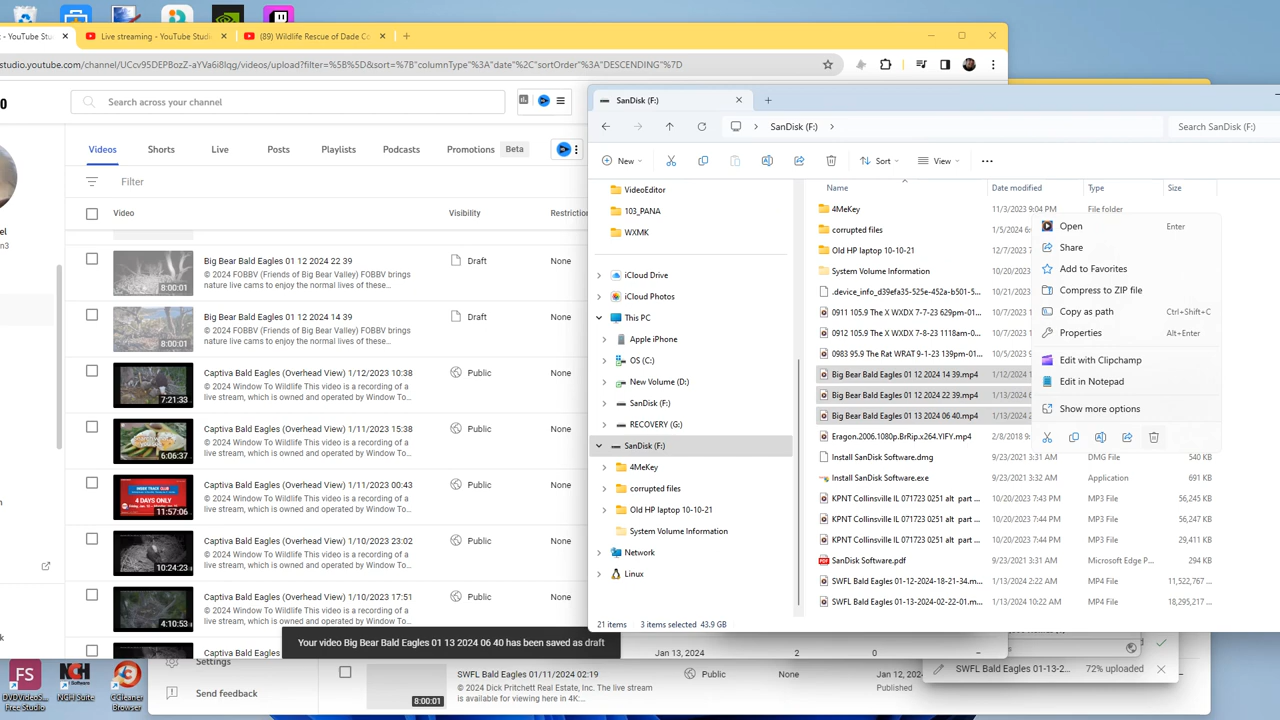 t - YouTube Stu
Live streaming - YouTube Studi
(89) Wildlife Rescue of Dade Co
studio.youtube.com/channel/UCcv95DEPBozZ-aYVa6i8Iqg/videos/upload?filter=%5B%5D&sort=%7B"columnType"%3A"date"%2C"sortOrder"%3A"DESCENDING"%7D
Search across your channel
Videos
Shorts
Live
Posts
Playlists
Podcasts
Promotions
Beta
Filter
Video
Visibility
Restriction
Big Bear Bald Eagles 01 12 2024 22 39
© 2024 FOBBV (Friends of Big Bear Valley) FOBBV brings
nature live cams to enjoy the normal lives of these...
8:00:01
Draft
None
Big Bear Bald Eagles 01 12 2024 14 39
© 2024 FOBBV (Friends of Big Bear Valley) FOBBV brings
nature live cams to enjoy the normal lives of these...
8:00:01
Draft
None
Captiva Bald Eagles (Overhead View) 1/12/2023 10:38
© 2024 Window To Wildlife This video is a recording of a
livestream, which is owned and operated by Window To...
7:21:33
Public
None
Captiva Bald Eagles (Overhead View) 1/11/2023 15:38
© 2024 Window To Wildlife This video is a recording of a
livestream, which is owned and operated by Window To...
6:06:37
Public
None
Captiva Bald Eagles (Overhead View) 1/11/2023 00.43
© 2024 Window To Wildlife This video is a recording of a
livestream, which is owned and operated by Window To...
4 DAYS ONLY
11:57:06
Public
None
Captiva Bald Eagles (Overhead View) 1/10/2023 23:02
© 2024 Window To Wildlife This video is a recording of a
livestream, which is owned and operated by Window To...
10:24:23
Public
None
Captiva Bald Eagles (Overhead View) 1/10/2023 17:51
© 2024 Window To Wildlife This video is a recording of a
livestream, which is owned and operated by Window To...
4:10:53
Public
None
Captiva Bald
Your video Big Bear Bald Eagles 01 13 2024 06 40 has been saved as draft
Settings
Send feedback
SWFL Bald Eagles 01/11/2024 02:19
© 2024 Dick Pritchett Real Estate, Inc. The live stream
is available for viewing here in 4K:...
8:00:01
Public
None
Jan 13, 2024
2
0
Jan 12, 202
Published
SWFL Bald Eagles 01-13-2...
72% uploaded
SanDisk (F:)
SanDisk (F:)
Search SanDisk (F:)
New
Sort
View
VideoEditor
103_PANA
WXMK
iCloud Drive
iCloud Photos
This PC
Apple iPhone
OS (C:)
New Volume (D:)
SanDisk (F:)
RECOVERY (G:)
SanDisk (F:)
4MeKey
corrupted files
Old HP laptop 10-10-21
System Volume Information
Network
Linux
Name
Date modified
Type
Size
4MeKey
11/3/2023 9:04 PM
File folder
corrupted files
1/5/2024 6:
Old HP laptop 10-10-21
12/7/2023
System Volume Information
10/20/2023
.device_info_d39efa35-525e-452a-b501-5...
10/21/2023
0911 105.9 The X WXDX 7-7-23 629pm-01...
10/20/2023
0912 105.9 The X WXDX 7-8-23 1118am-0...
10/20/2023
0983 95.9 The Rat WRAT 9-1-23 339pm-01...
10/5/2023
Big Bear Bald Eagles 01 12 2024 14 39.mp4
1/12/2024
Big Bear Bald Eagles 01 12 2024 22 39.mp4
1/13/2024 6:
Big Bear Bald Eagles 01 13 2024 06 40.mp4
1/13/2024 2
Eragon.2006.1080p.BrRip.x264.YIFY.mp4
2/8/2018 9:
Install SanDisk Software.dmg
9/23/2023 3:31 AM
DMG File
540 KB
Install SanDisk Software.exe
9/23/2023 3:32 AM
Application
691 KB
KPNT Collinsville IL 071723 0251 alt part ...
10/20/2023 7:43 PM
MP3 File
56,245 KB
KPNT Collinsville IL 071723 0251 alt part ...
10/20/2023 7:44 PM
MP3 File
56,247 KB
KPNT Collinsville IL 071723 0251 alt part ...
10/20/2023 7:44 PM
MP3 File
29,411 KB
SanDisk Software.pdf
9/23/2021 3:31 AM
Microsoft Edge P...
294 KB
SWFL Bald Eagles 01-12-2024-18-21-34.m...
1/13/2024 2:22 AM
MP4 File
11,522,767 ...
SWFL Bald Eagles 01-13-2024-02-22-01.m...
1/13/2024 10:22 AM
MP4 File
18,295,217 ...
21 items
3 items selected 43.9 GB
Open
Enter
Share
Add to Favorites
Compress to ZIP file
Copy as path
Ctrl+Shift+C
Properties
Alt+Enter
Edit with Clipchamp
Edit in Notepad
Show more options
FS
DVDVideoS...
Free Studio
NCH
NCH Suite
CCleaner
Browser